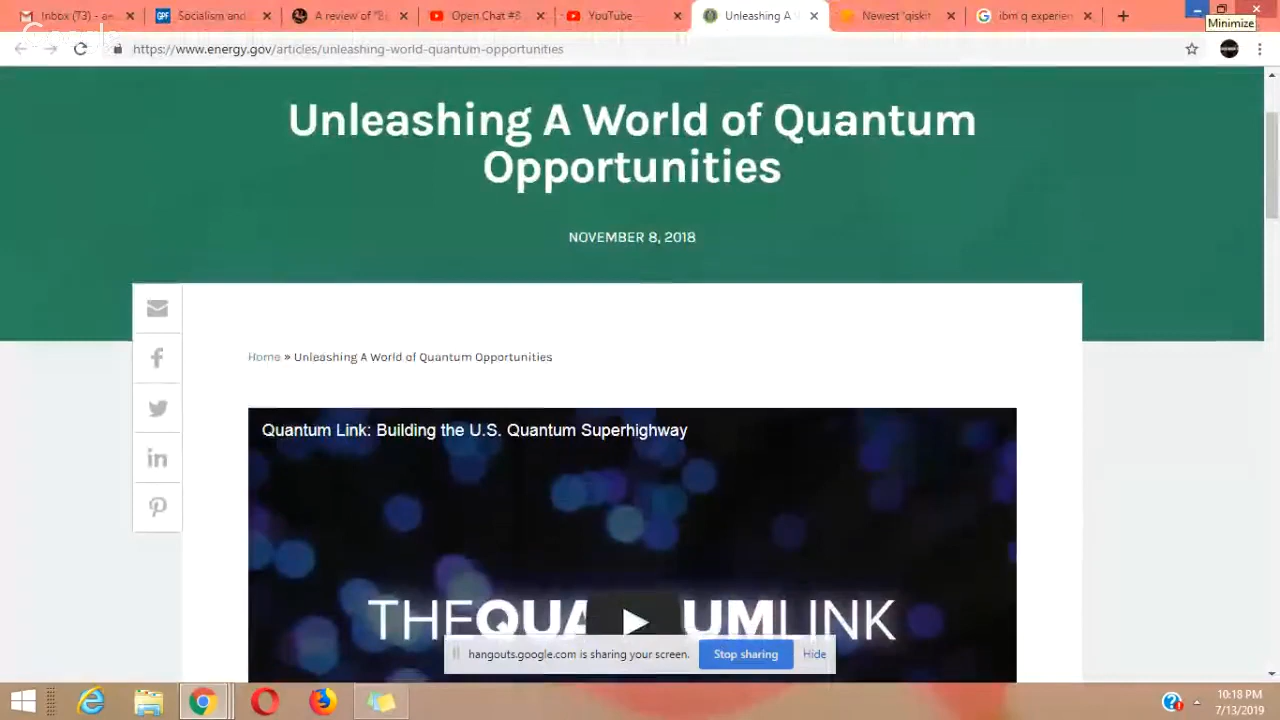 Inbox (T3) - aw
Socialism and
A review of "B
Open Chat #8
YouTube
Unleashing A W
Newest 'qiskit
ibm q experien
Minimize
https://www.energy.gov/articles/unleashing-world-quantum-opportunities
Unleashing A World of Quantum
Opportunities
NOVEMBER 8, 2018
Home » Unleashing A World of Quantum Opportunities
Quantum Link: Building the U.S. Quantum Superhighway
THEQUA UMLINK
hangouts.google.com is sharing your screen.
Stop sharing
Hide
10:18 PM
7/13/2019